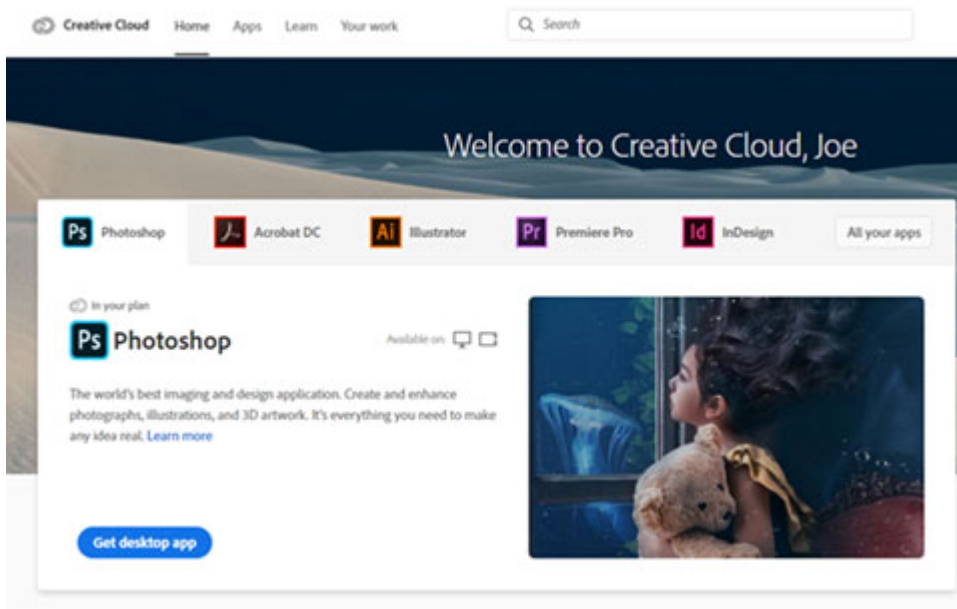 Creative Cloud Home Apps Learn Your work Search
Welcome to Creative Cloud, Joe
Ps Photoshop Acrobat DC Ai Illustrator Pr Premiere Pro Id InDesign All your apps
In your plan
Ps Photoshop Available on:
The world's best imaging and design application. Create and enhance
photographs, illustrations, and 3D artwork. It's everything you need to make
any idea real. Learn more
Get desktop app